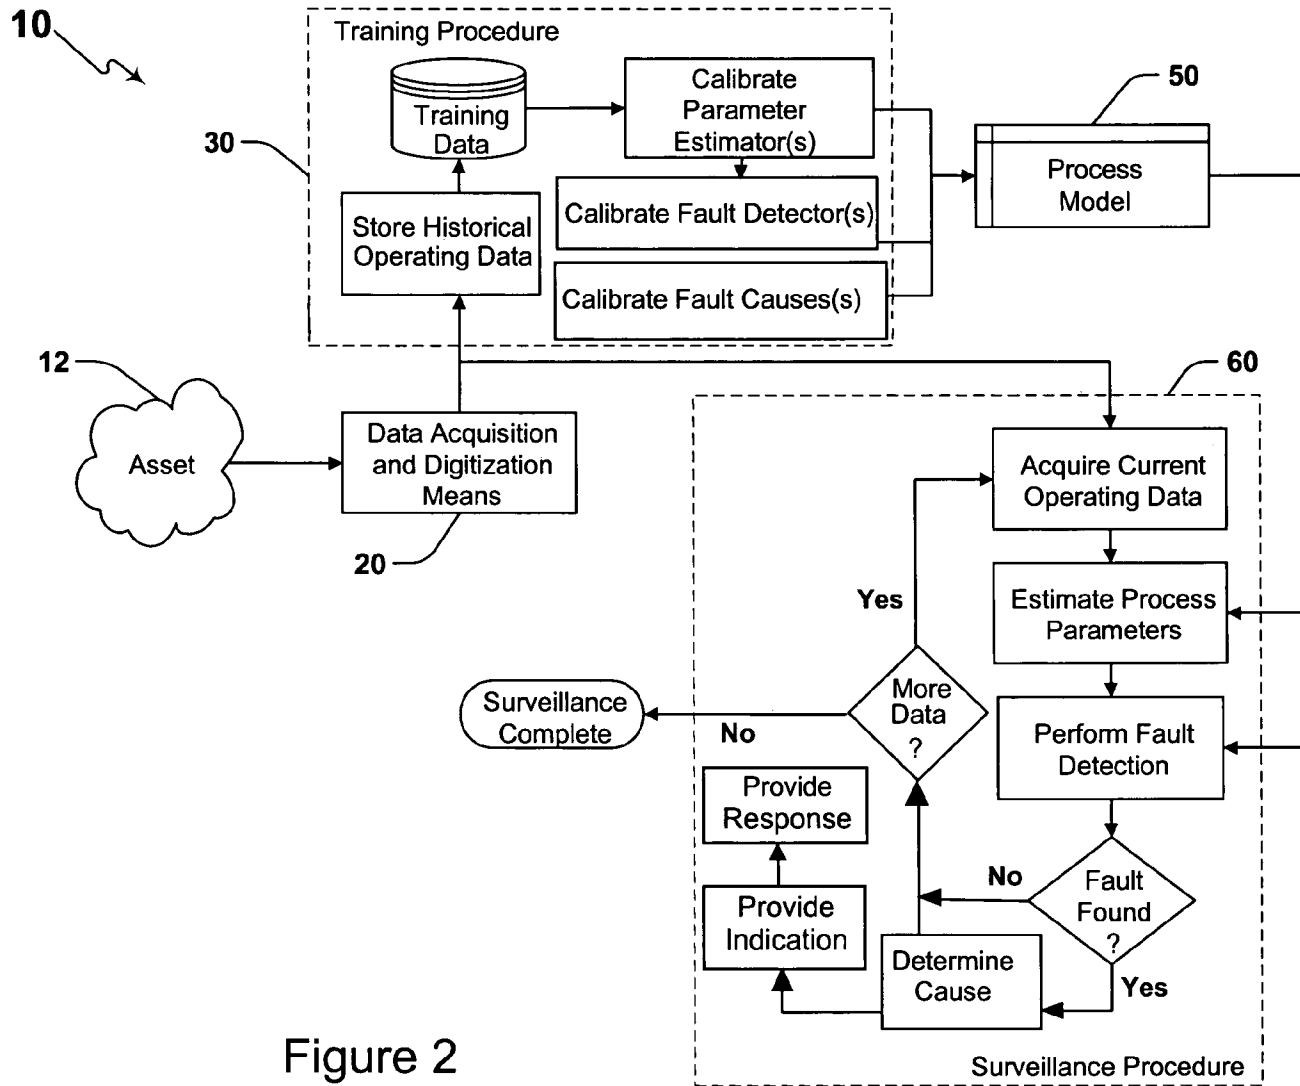 10
Training Procedure
Training
Data
Calibrate
Parameter
Estimator(s)
50
30
Process
Model
Store Historical
Operating Data
Calibrate Fault Detector(s)
Calibrate Fault Causes(s)
12
60
Asset
Data Acquisition
and Digitization
Means
20
Acquire Current
Operating Data
Yes
Estimate Process
Parameters
More
Data
?
Surveillance
Complete
No
Perform Fault
Detection
Provide
Response
No
Fault
Found
?
Provide
Indication
Determine
Cause
Yes
Figure 2
Surveillance Procedure